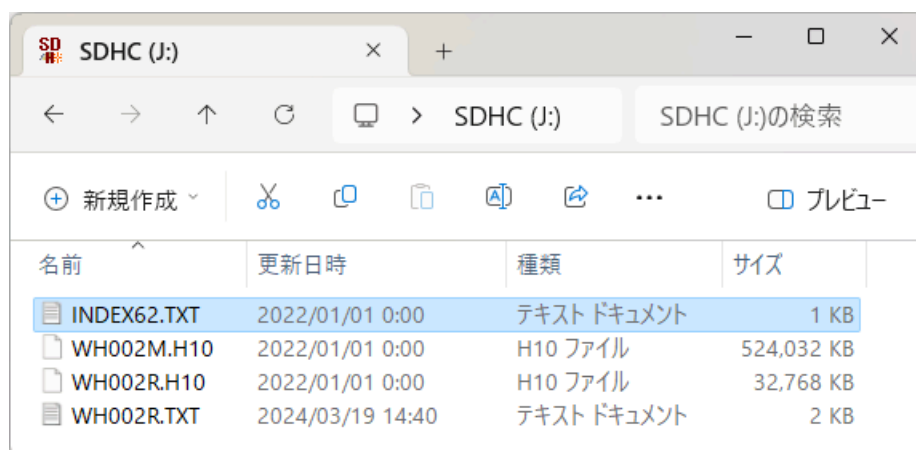 SDHC (J:)
SDHC (J:) SDHC (J:)の検索
新規作成 プレビュー
名前 更新日時 種類 サイズ
INDEX62.TXT 2022/01/01 0:00 テキスト ドキュメント 1 KB
WH002M.H10 2022/01/01 0:00 H10 ファイル 524,032 KB
WH002R.H10 2022/01/01 0:00 H10 ファイル 32,768 KB
WH002R.TXT 2024/03/19 14:40 テキスト ドキュメント 2 KB